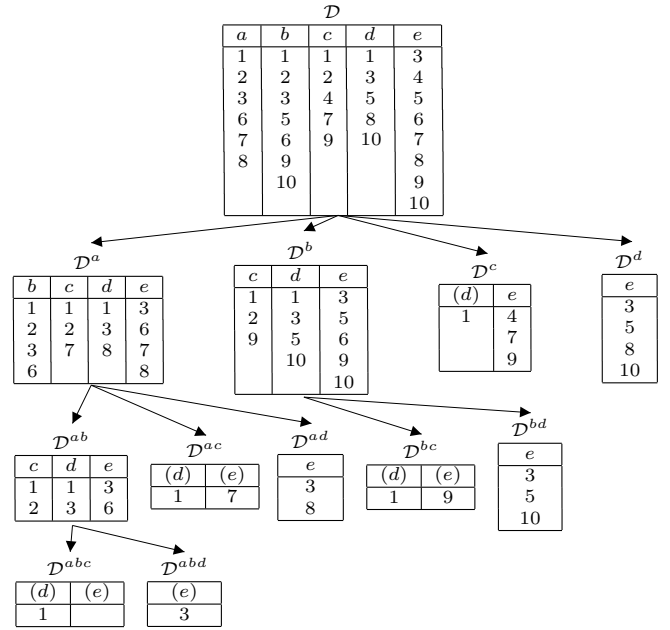 𝒟
a b c d e
1 1 1 1 3
2 2 2 3 4
3 3 4 5 5
6 5 7 8 6
7 6 9 10 7
8 9 8
10 9
10
𝒟^a 𝒟^b 𝒟^c 𝒟^d
b c d e
1 1 1 3
2 2 3 6
3 7 8 7
6 8
c d e
1 1 3
2 3 5
9 5 6
10 9
10
(d) e
1 4
7
9
e
3
5
8
10
𝒟^ab 𝒟^ac 𝒟^ad 𝒟^bc 𝒟^bd
c d e
1 1 3
2 3 6
(d) (e)
1 7
e
3
8
(d) (e)
1 9
e
3
5
10
𝒟^abc 𝒟^abd
(d) (e)
1
(e)
3